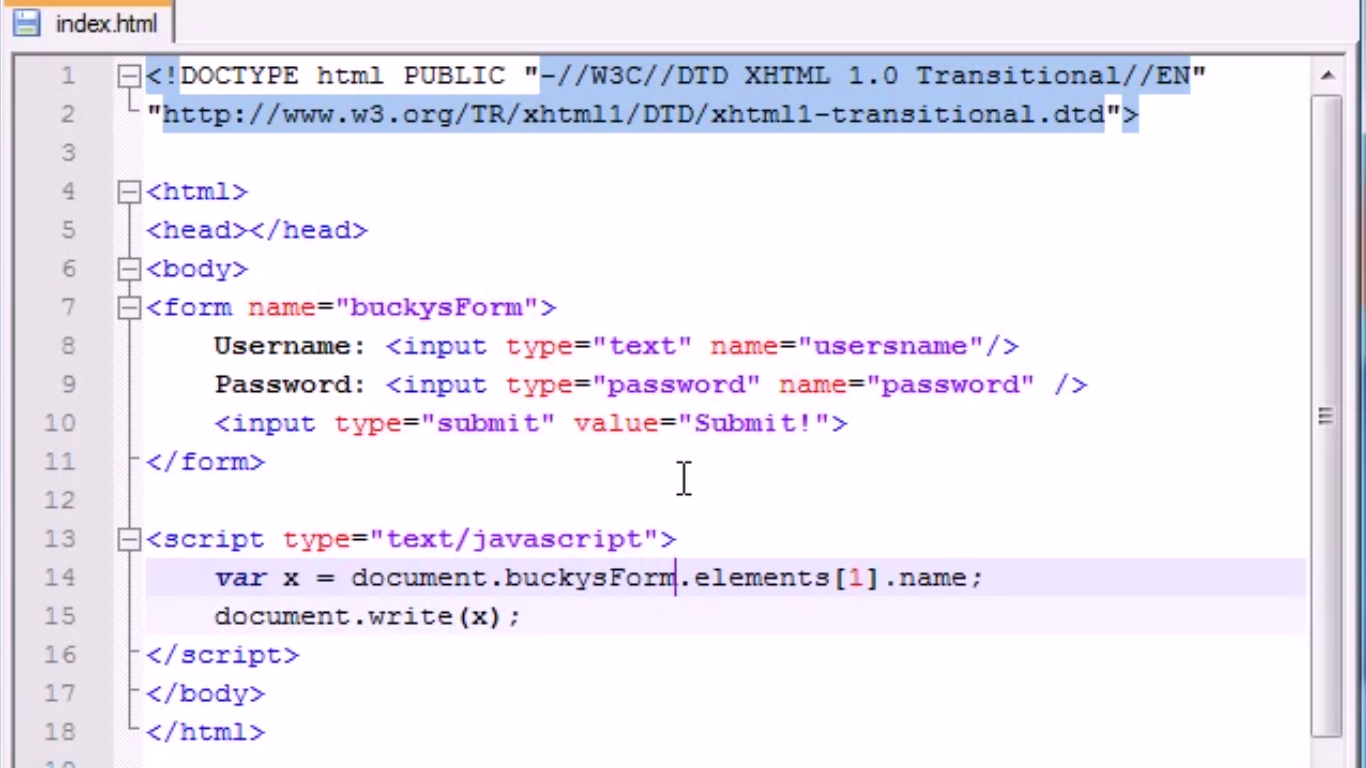 index.html
1 <!DOCTYPE html PUBLIC "-//W3C//DTD XHTML 1.0 Transitional//EN"
2 "http://www.w3.org/TR/xhtml1/DTD/xhtml1-transitional.dtd">
3
4 <html>
5 <head></head>
6 <body>
7 <form name="buckysForm">
8     Username: <input type="text" name="usersname"/>
9     Password: <input type="password" name="password" />
10     <input type="submit" value="Submit!">
11 </form>
12
13 <script type="text/javascript">
14     var x = document.buckysForm.elements[1].name;
15     document.write(x);
16 </script>
17 </body>
18 </html>
19